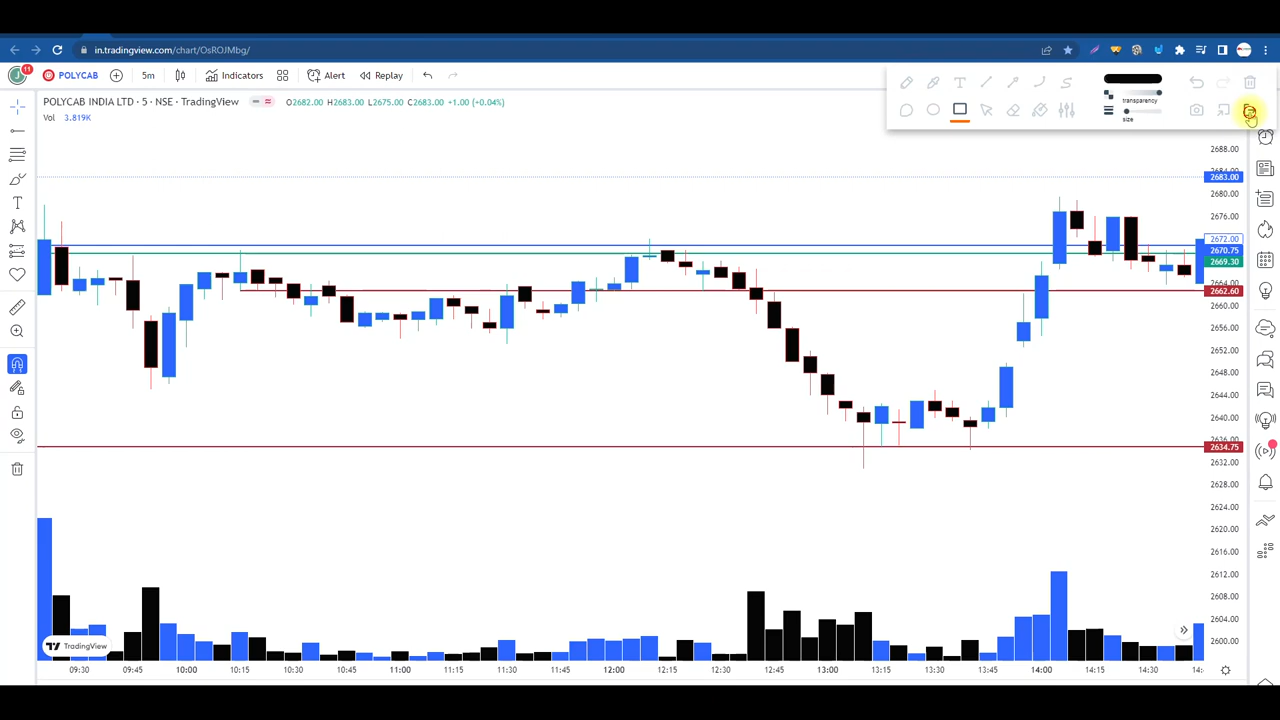 in.tradingview.com/chart/OsROJMbg/
11
J
POLYCAB
5m
Indicators
Alert
Replay
transparency
size
POLYCAB INDIA LTD · 5 · NSE · TradingView
O2682.00 H2683.00 L2675.00 C2683.00 +1.00 (+0.04%)
Vol 3.819K
2688.00
2683.00
2680.00
2676.00
2672.00
2670.75
2669.30
2664.00
2662.60
2660.00
2656.00
2652.00
2648.00
2644.00
2640.00
2636.00
2634.75
2632.00
2628.00
2624.00
2620.00
2616.00
2612.00
2608.00
2604.00
2600.00
TradingView
09:30 09:45 10:00 10:15 10:30 10:45 11:00 11:15 11:30 11:45 12:00 12:15 12:30 12:45 13:00 13:15 13:30 13:45 14:00 14:15 14:30 14: